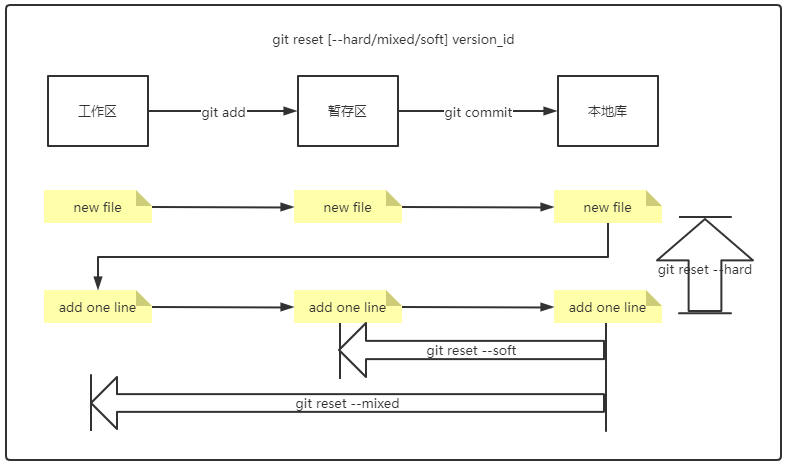 git reset [--hard/mixed/soft] version_id
工作区
git add
暂存区
git commit
本地库
new file
new file
new file
git reset --hard
add one line
add one line
add one line
git reset --soft
git reset --mixed